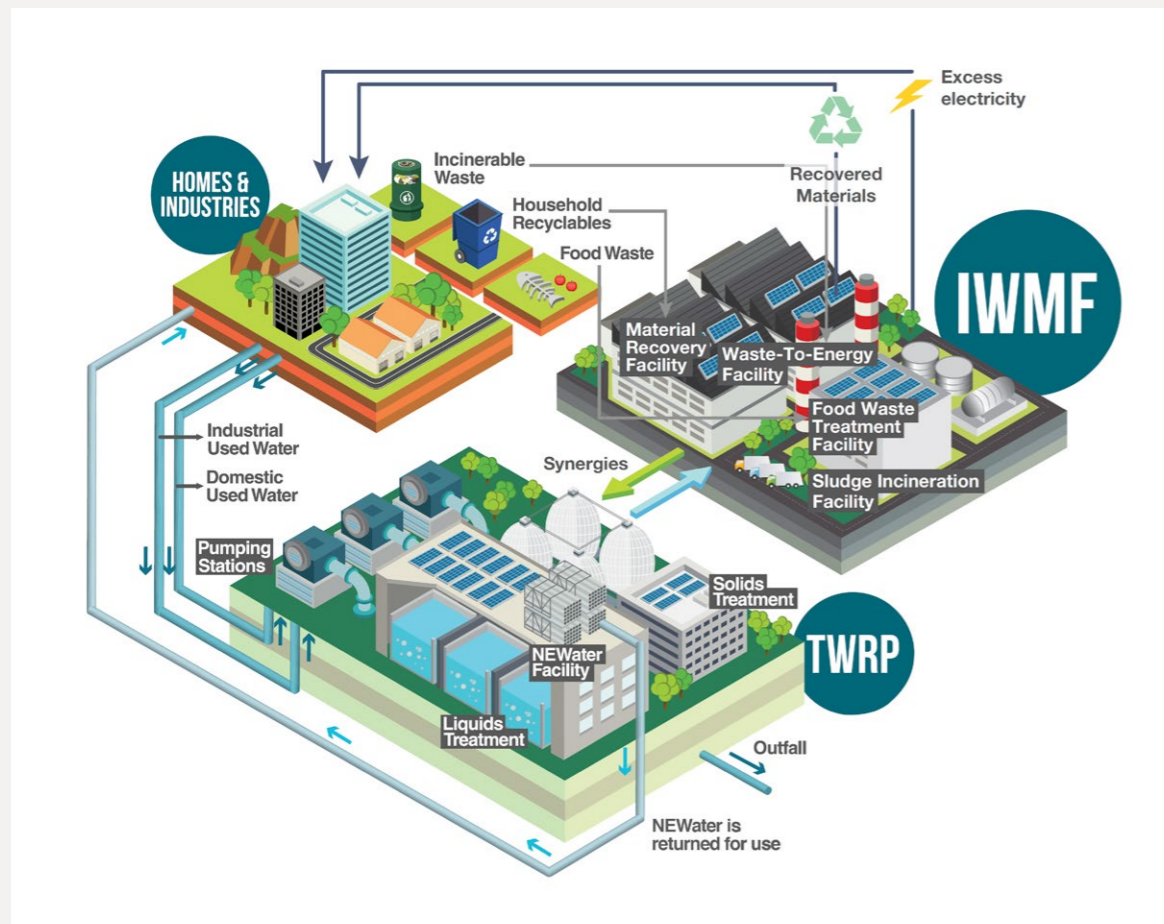 Excess
electricity
HOMES &
INDUSTRIES
Incinerable
Waste
Recovered
Materials
Household
Recyclables
Food Waste
IWMF
Material
Recovery
Facility
Waste-To-Energy
Facility
Food Waste
Treatment
Facility
Sludge Incineration
Facility
Industrial
Used Water
Domestic
Used Water
Synergies
Pumping
Stations
Solids
Treatment
NEWater
Facility
Liquids
Treatment
TWRP
Outfall
NEWater is
returned for use